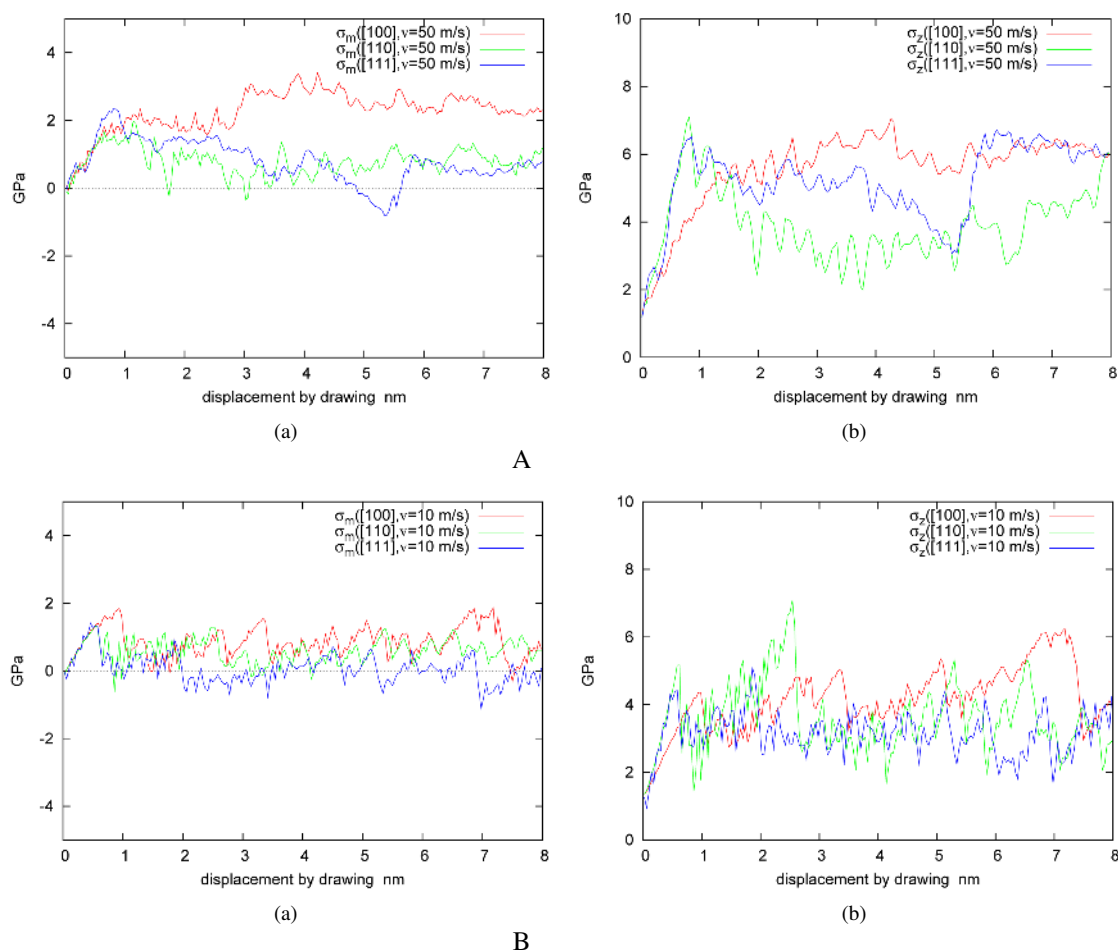 σm([100],v=50 m/s)
σm([110],v=50 m/s)
σm([111],v=50 m/s)
4
2
0
-2
-4
GPa
0 1 2 3 4 5 6 7 8
displacement by drawing nm
(a)
σz([100],v=50 m/s)
σz([110],v=50 m/s)
σz([111],v=50 m/s)
10
8
6
4
2
0
GPa
0 1 2 3 4 5 6 7 8
displacement by drawing nm
(b)
A
σm([100],v=10 m/s)
σm([110],v=10 m/s)
σm([111],v=10 m/s)
4
2
0
-2
-4
GPa
0 1 2 3 4 5 6 7 8
displacement by drawing nm
(a)
σz([100],v=10 m/s)
σz([110],v=10 m/s)
σz([111],v=10 m/s)
10
8
6
4
2
0
GPa
0 1 2 3 4 5 6 7 8
displacement by drawing nm
(b)
B